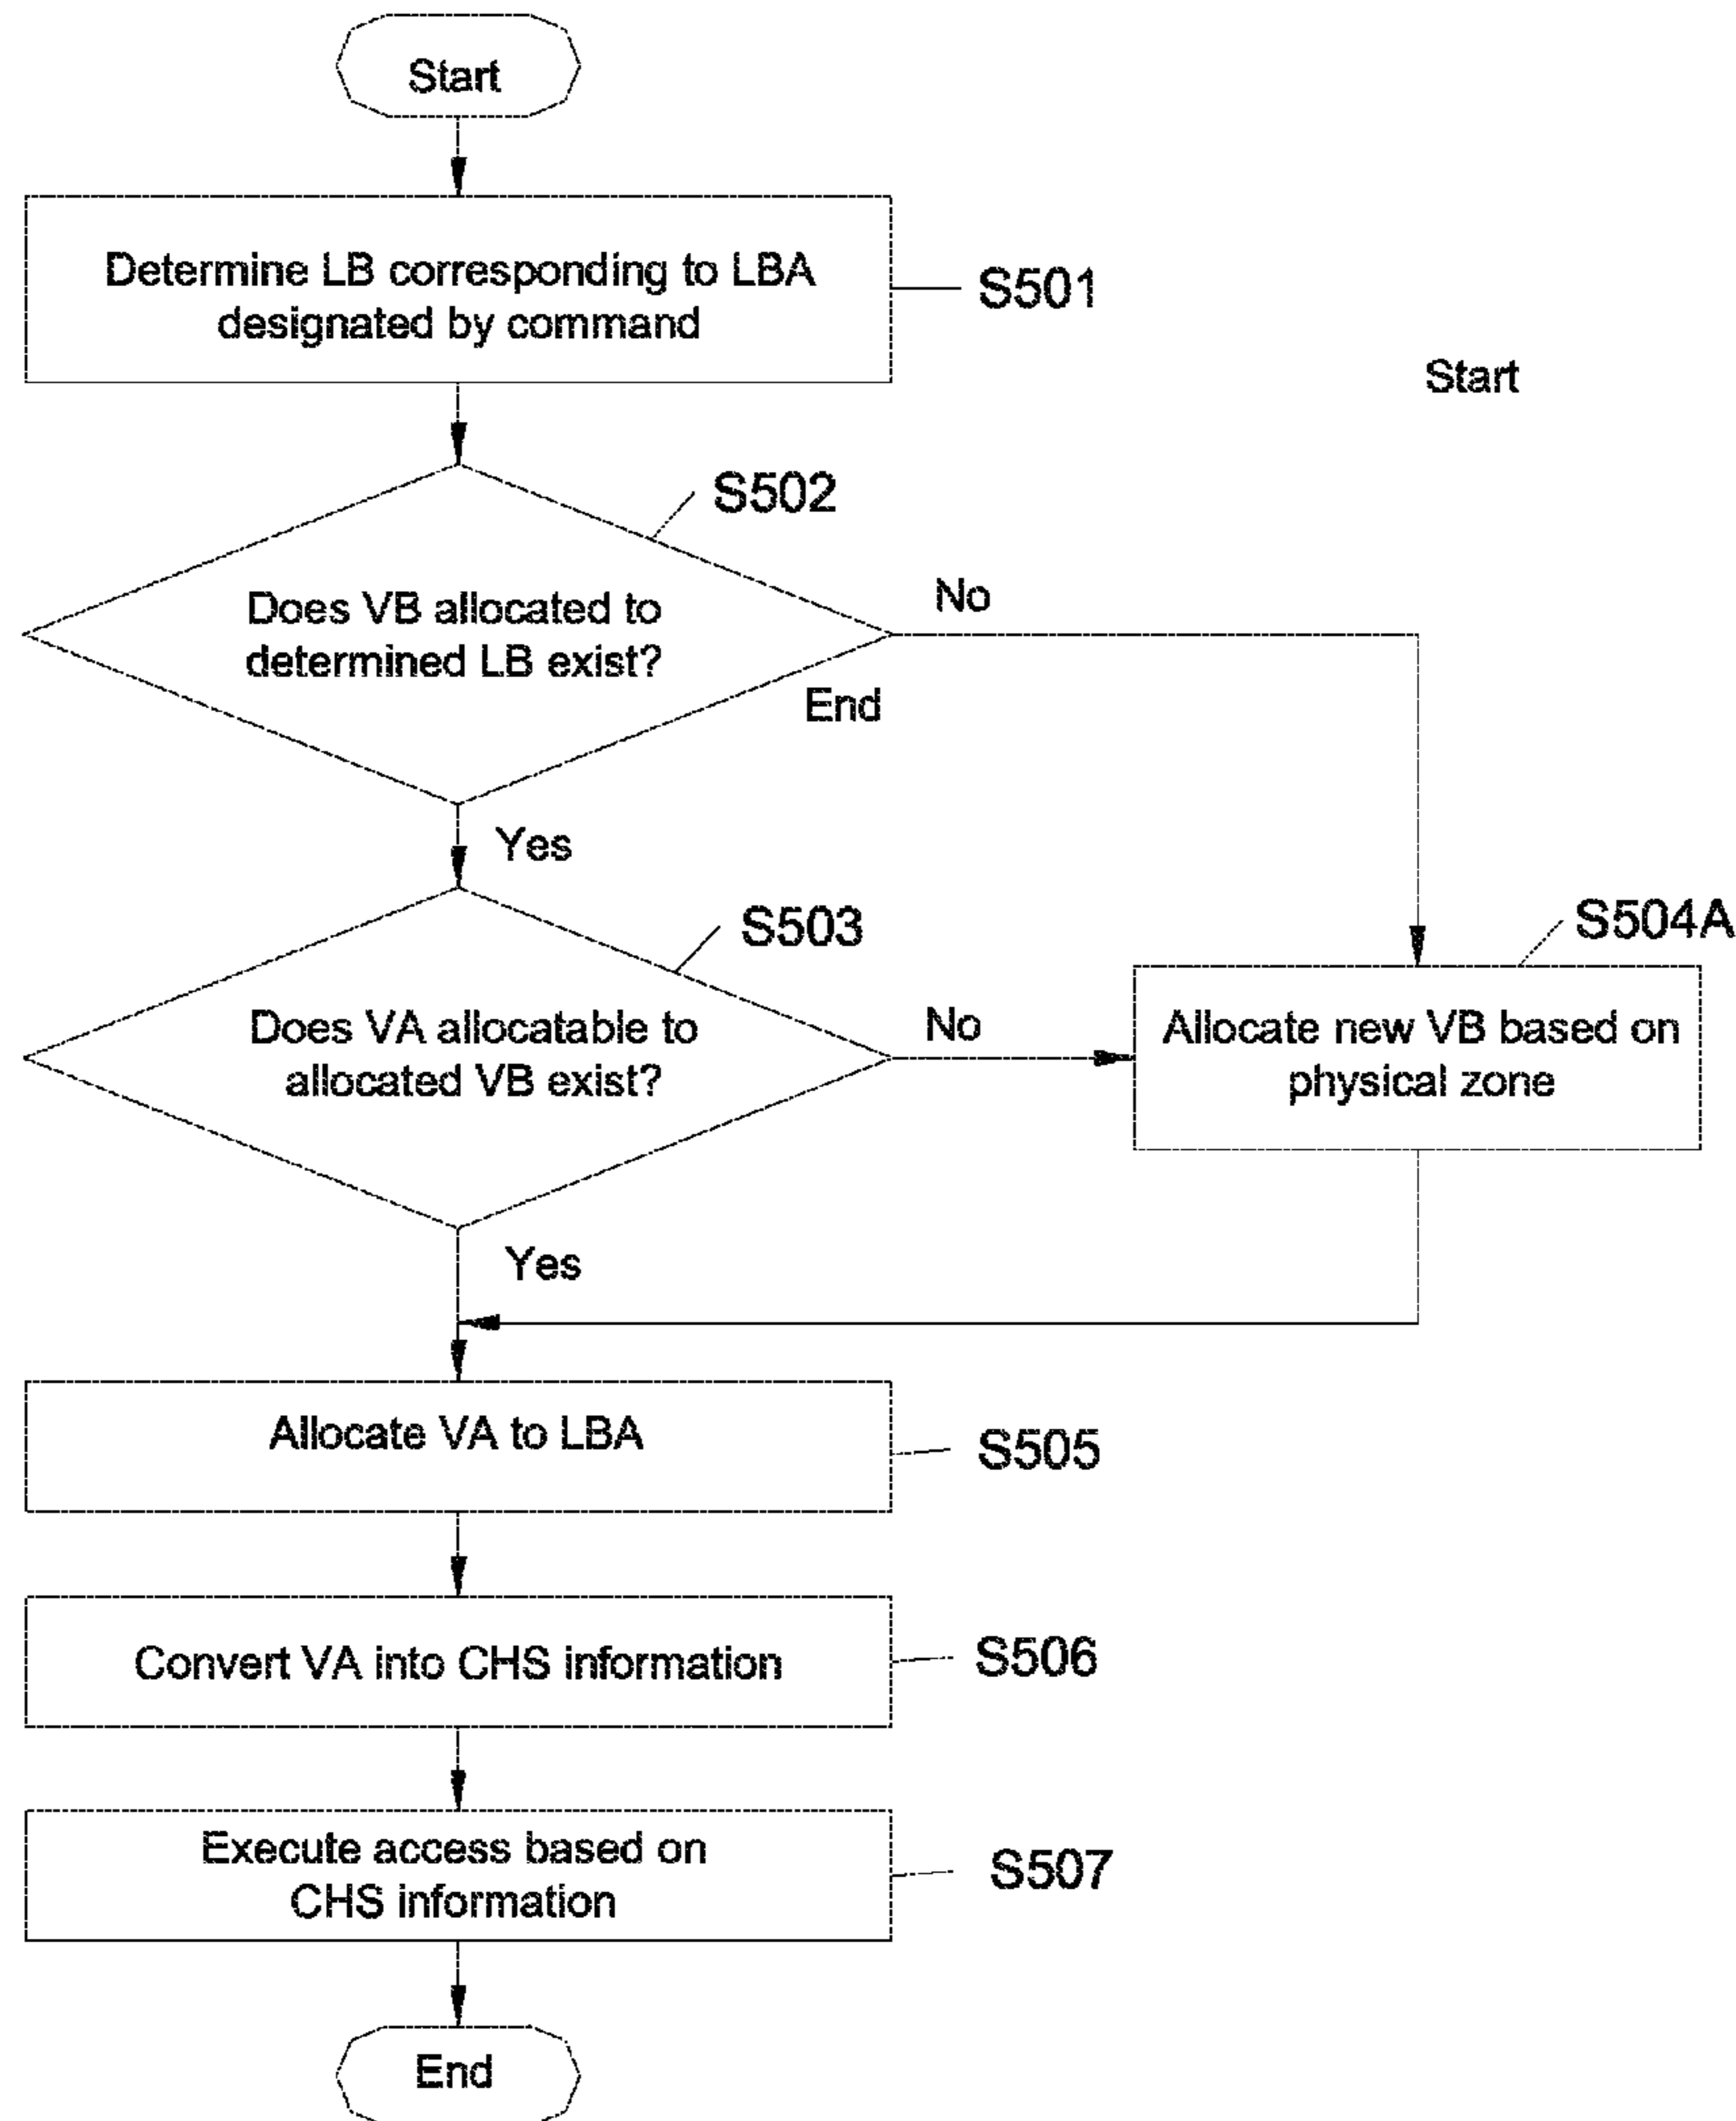 Start
Determine LB corresponding to LBA
designated by command
S501
Start
S502
Does VB allocated to
determined LB exist?
No
End
Yes
S503
Does VA allocatable to
allocated VB exist?
No
S504A
Allocate new VB based on
physical zone
Yes
Allocate VA to LBA
S505
Convert VA into CHS information
S506
Execute access based on
CHS information
S507
End